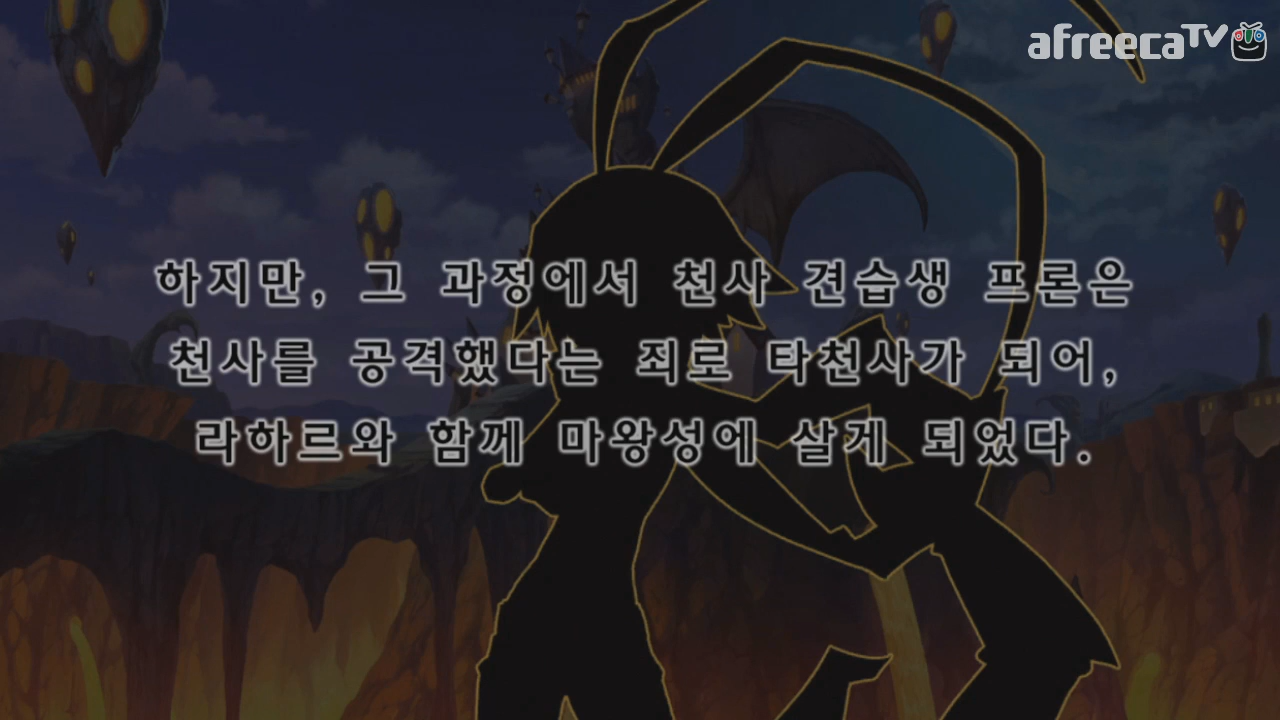 afreecaTV
하지만, 그 과정에서 천사 견습생 프론은
천사를 공격했다는 죄로 타천사가 되어,
라하르와 함께 마왕성에 살게 되었다.